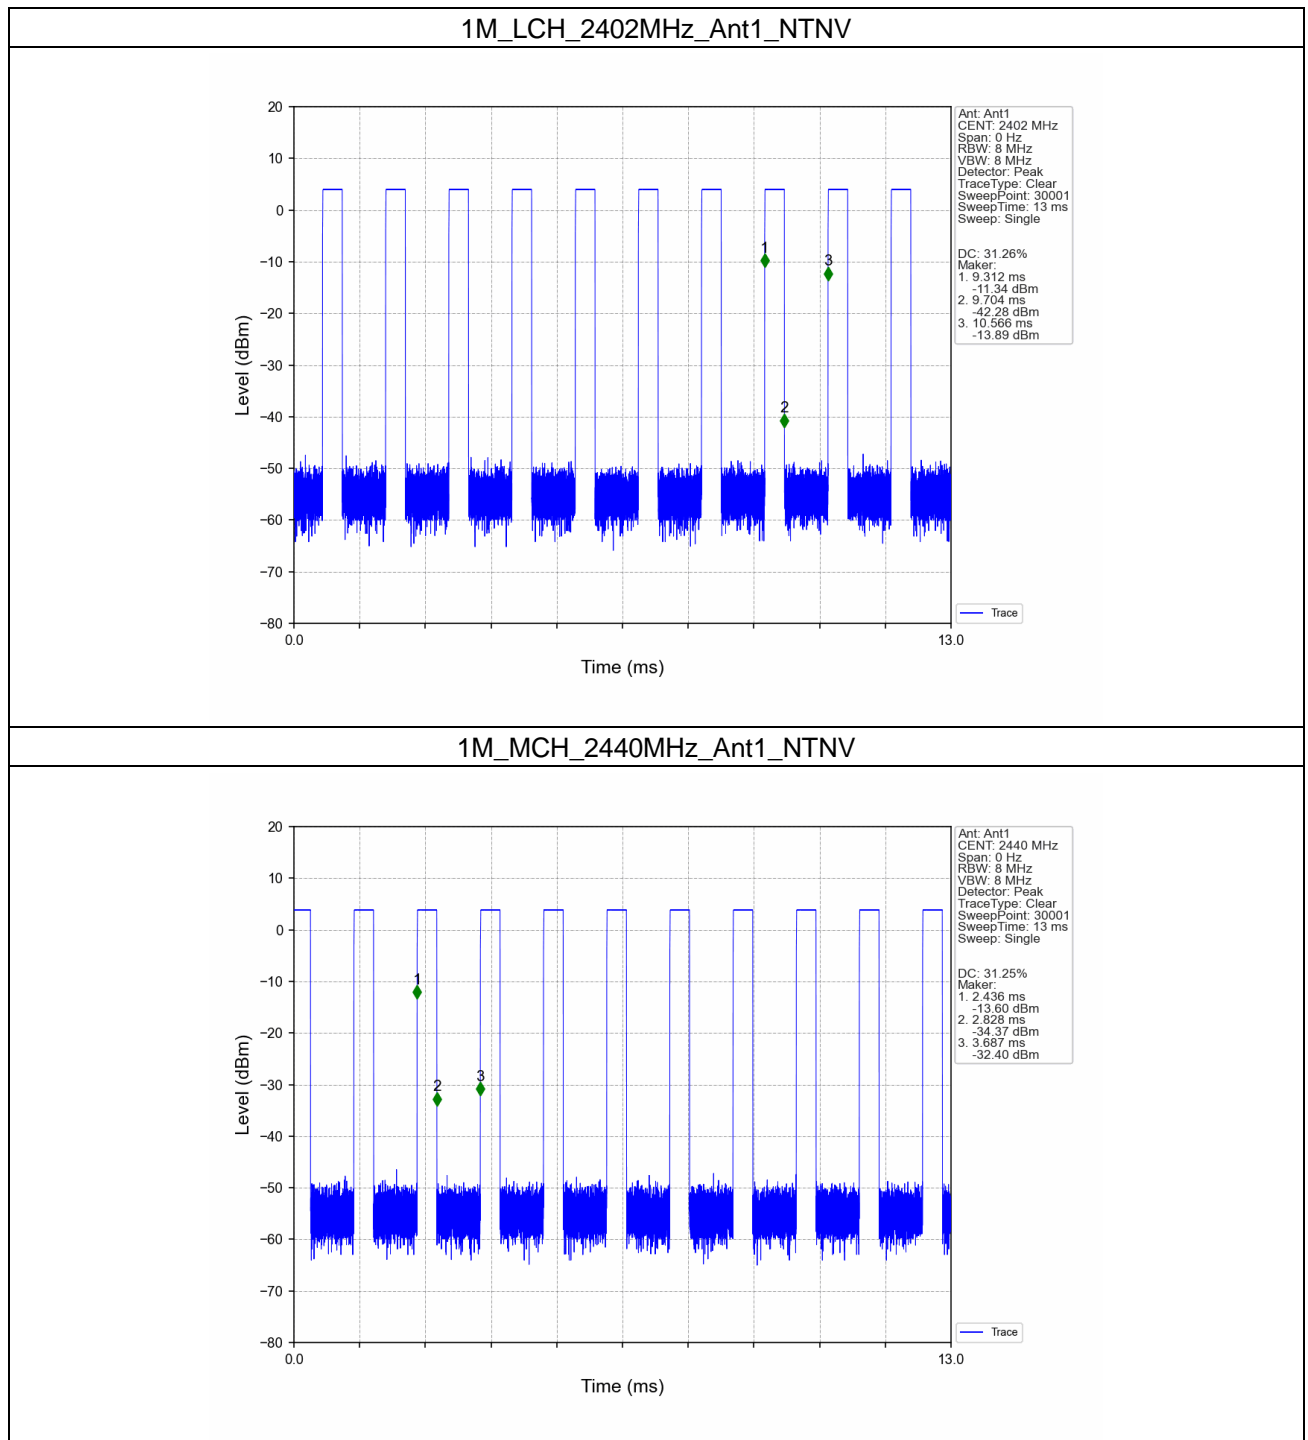 1M_LCH_2402MHz_Ant1_NTNV
20
10
0
−10
−20
−30
−40
−50
−60
−70
−80
Level (dBm)
1
2
3
0.0
13.0
Time (ms)
Ant: Ant1
CENT: 2402 MHz
Span: 0 Hz
RBW: 8 MHz
VBW: 8 MHz
Detector: Peak
TraceType: Clear
SweepPoint: 30001
SweepTime: 13 ms
Sweep: Single
DC: 31.26%
Maker:
1. 9.312 ms
-11.34 dBm
2. 9.704 ms
-42.28 dBm
3. 10.566 ms
-13.89 dBm
Trace
1M_MCH_2440MHz_Ant1_NTNV
20
10
0
−10
−20
−30
−40
−50
−60
−70
−80
Level (dBm)
1
2
3
0.0
13.0
Time (ms)
Ant: Ant1
CENT: 2440 MHz
Span: 0 Hz
RBW: 8 MHz
VBW: 8 MHz
Detector: Peak
TraceType: Clear
SweepPoint: 30001
SweepTime: 13 ms
Sweep: Single
DC: 31.25%
Maker:
1. 2.436 ms
-13.60 dBm
2. 2.828 ms
-34.37 dBm
3. 3.687 ms
-32.40 dBm
Trace